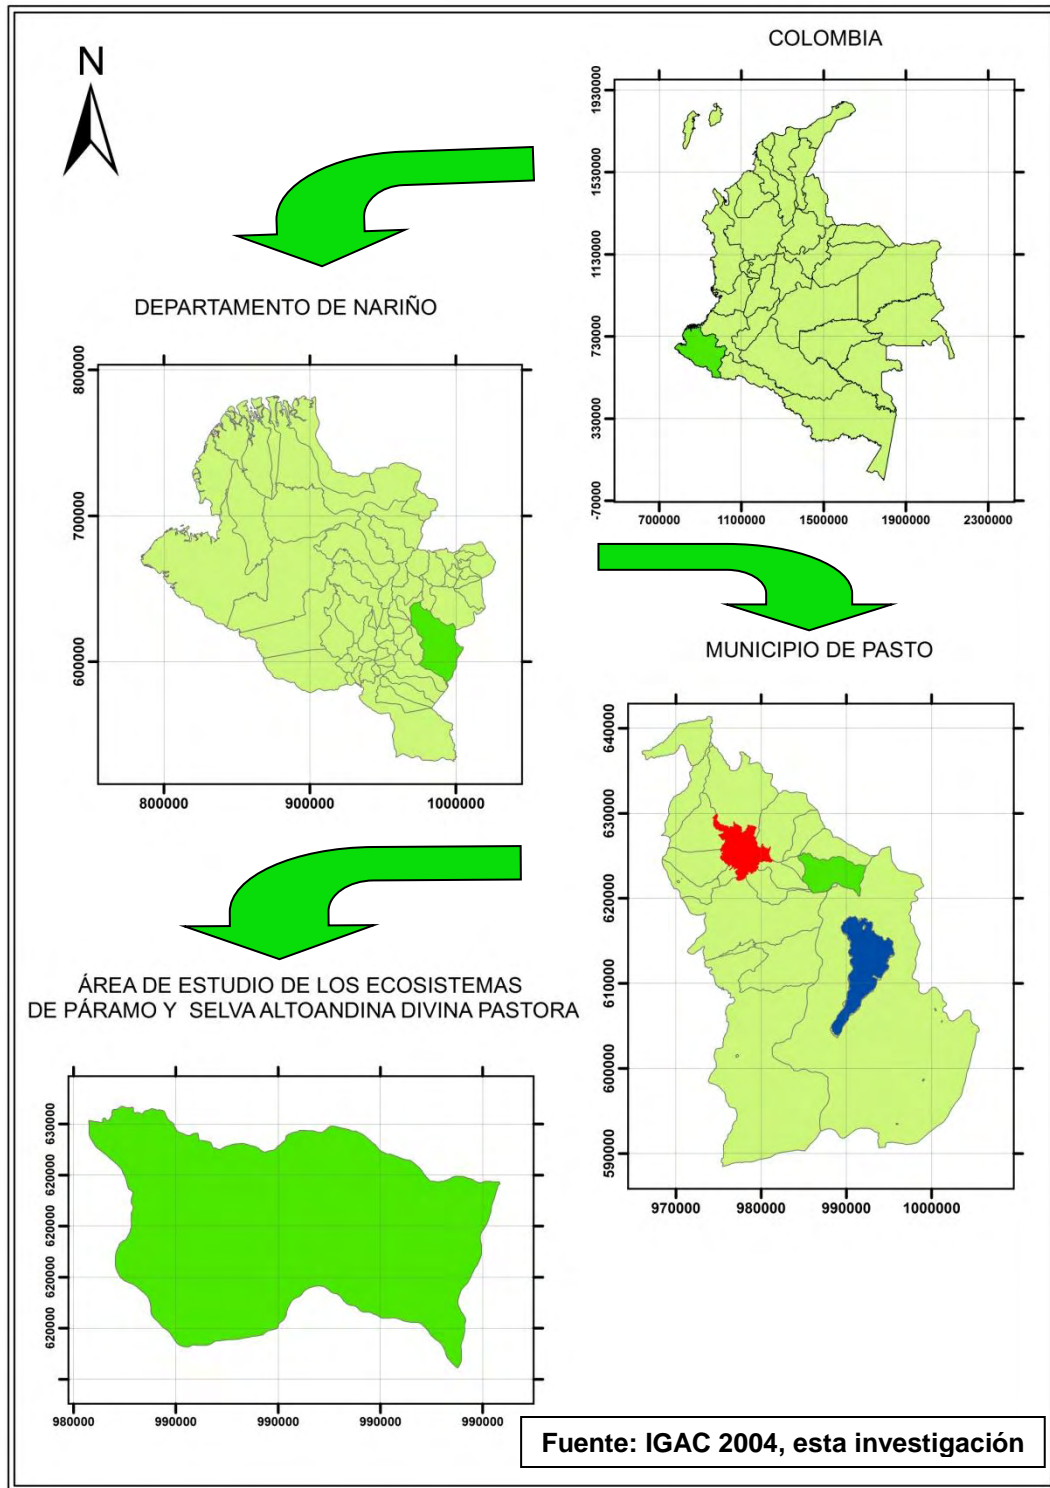 N
COLOMBIA
1930000
1530000
1130000
730000
330000
-70000
700000 1100000 1500000 1900000 2300000
DEPARTAMENTO DE NARIÑO
800000
700000
600000
800000 900000 1000000
MUNICIPIO DE PASTO
640000
630000
620000
610000
600000
590000
970000 980000 990000 1000000
ÁREA DE ESTUDIO DE LOS ECOSISTEMAS
DE PÁRAMO Y SELVA ALTOANDINA DIVINA PASTORA
630000
620000
620000
620000
620000
980000 990000 990000 990000 990000
Fuente: IGAC 2004, esta investigación